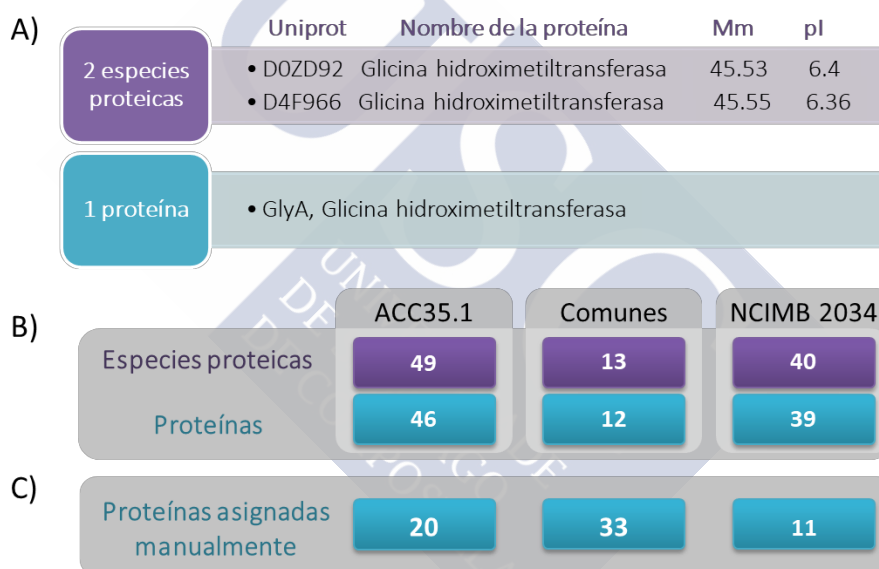 A)
Uniprot Nombre de la proteína Mm pI
2 especies
proteicas
• D0ZD92 Glicina hidroximetiltransferasa 45.53 6.4
• D4F966 Glicina hidroximetiltransferasa 45.55 6.36
1 proteína
• GlyA, Glicina hidroximetiltransferasa
B)
ACC35.1 Comunes NCIMB 2034
Especies proteicas 49 13 40
Proteínas 46 12 39
C)
Proteínas asignadas
manualmente
20 33 11